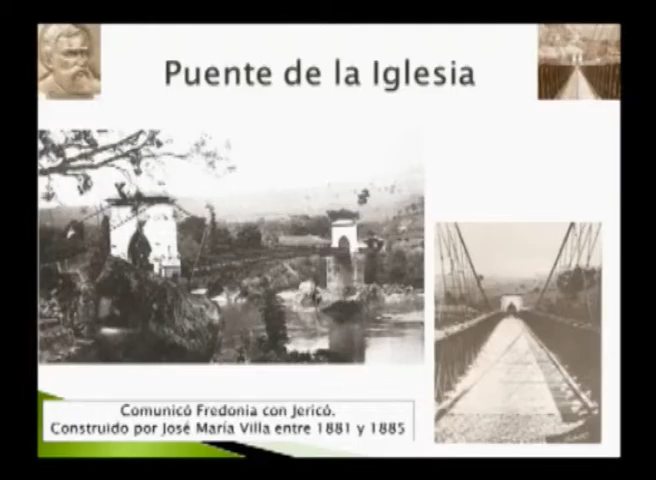 Puente de la Iglesia
Comunicó Fredonia con Jericó.
Construido por José María Villa entre 1881 y 1885